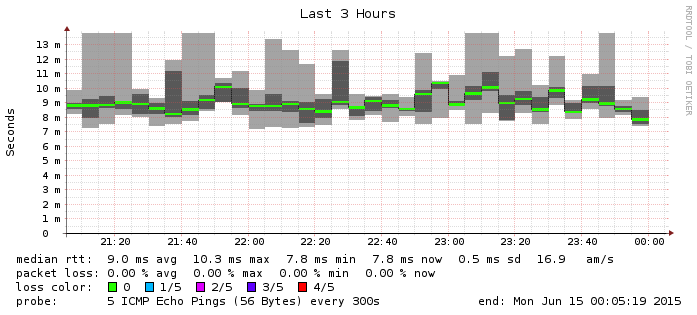 Last 3 Hours
RRDTOOL / TOBI OETIKER
Seconds
13 m
12 m
11 m
10 m
9 m
8 m
7 m
6 m
5 m
4 m
3 m
2 m
1 m
0
21:20 21:40 22:00 22:20 22:40 23:00 23:20 23:40 00:00
median rtt: 9.0 ms avg 10.3 ms max 7.8 ms min 7.8 ms now 0.5 ms sd 16.9 am/s
packet loss: 0.00 % avg 0.00 % max 0.00 % min 0.00 % now
loss color: 0 1/5 2/5 3/5 4/5
probe: 5 ICMP Echo Pings (56 Bytes) every 300s end: Mon Jun 15 00:05:19 2015